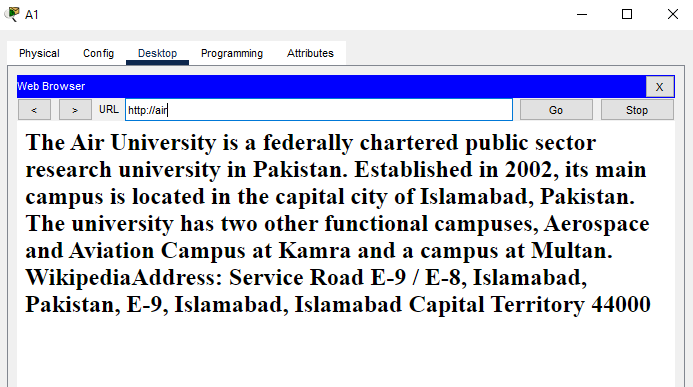 A1
Physical Config Desktop Programming Attributes
Web Browser X
< > URL http://air Go Stop
The Air University is a federally chartered public sector
research university in Pakistan. Established in 2002, its main
campus is located in the capital city of Islamabad, Pakistan.
The university has two other functional campuses, Aerospace
and Aviation Campus at Kamra and a campus at Multan.
WikipediaAddress: Service Road E-9 / E-8, Islamabad,
Pakistan, E-9, Islamabad, Islamabad Capital Territory 44000